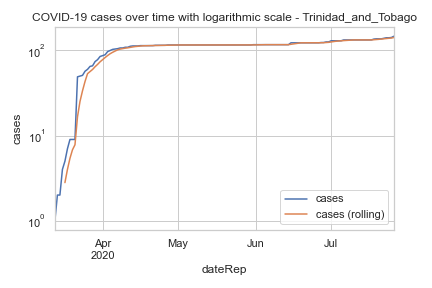 COVID-19 cases over time with logarithmic scale - Trinidad_and_Tobago
cases
10²
10¹
10⁰
Apr
2020
May
Jun
Jul
dateRep
cases
cases (rolling)